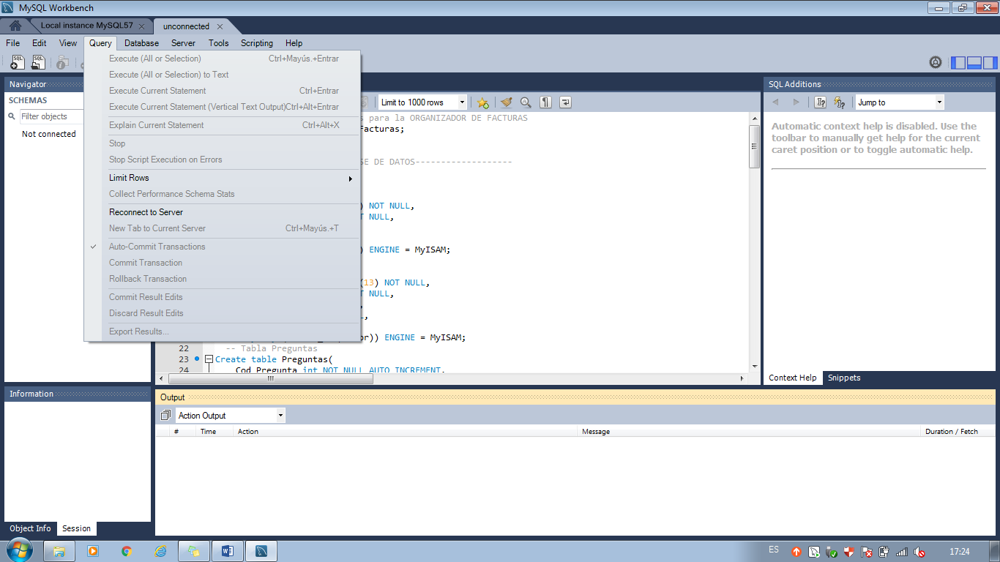 MySQL Workbench
Local instance MySQL57
unconnected
File Edit View Query Database Server Tools Scripting Help
Navigator
SCHEMAS
Filter objects
Not connected
Execute (All or Selection) Ctrl+Mayús.+Entrar
Execute (All or Selection) to Text
Execute Current Statement Ctrl+Entrar
Execute Current Statement (Vertical Text Output)Ctrl+Alt+Entrar
Explain Current Statement Ctrl+Alt+X
Stop
Stop Script Execution on Errors
Limit Rows
Collect Performance Schema Stats
Reconnect to Server
New Tab to Current Server Ctrl+Mayús.+T
Auto-Commit Transactions
Commit Transaction
Rollback Transaction
Commit Result Edits
Discard Result Edits
Export Results...
Limit to 1000 rows
para la ORGANIZADOR DE FACTURAS
facturas;
SE DE DATOS-------------------
) NOT NULL,
T NULL,
) ENGINE = MyISAM;
(13) NOT NULL,
T NULL,
,
,
or)) ENGINE = MyISAM;
22 -- Tabla Preguntas
23 Create table Preguntas(
24 Cod_Pregunta int NOT NULL AUTO_INCREMENT,
SQL Additions
Jump to
Automatic context help is disabled. Use the
toolbar to manually get help for the current
caret position or to toggle automatic help.
Context Help Snippets
Information
Object Info Session
Output
Action Output
# Time Action Message Duration / Fetch
ES
17:24